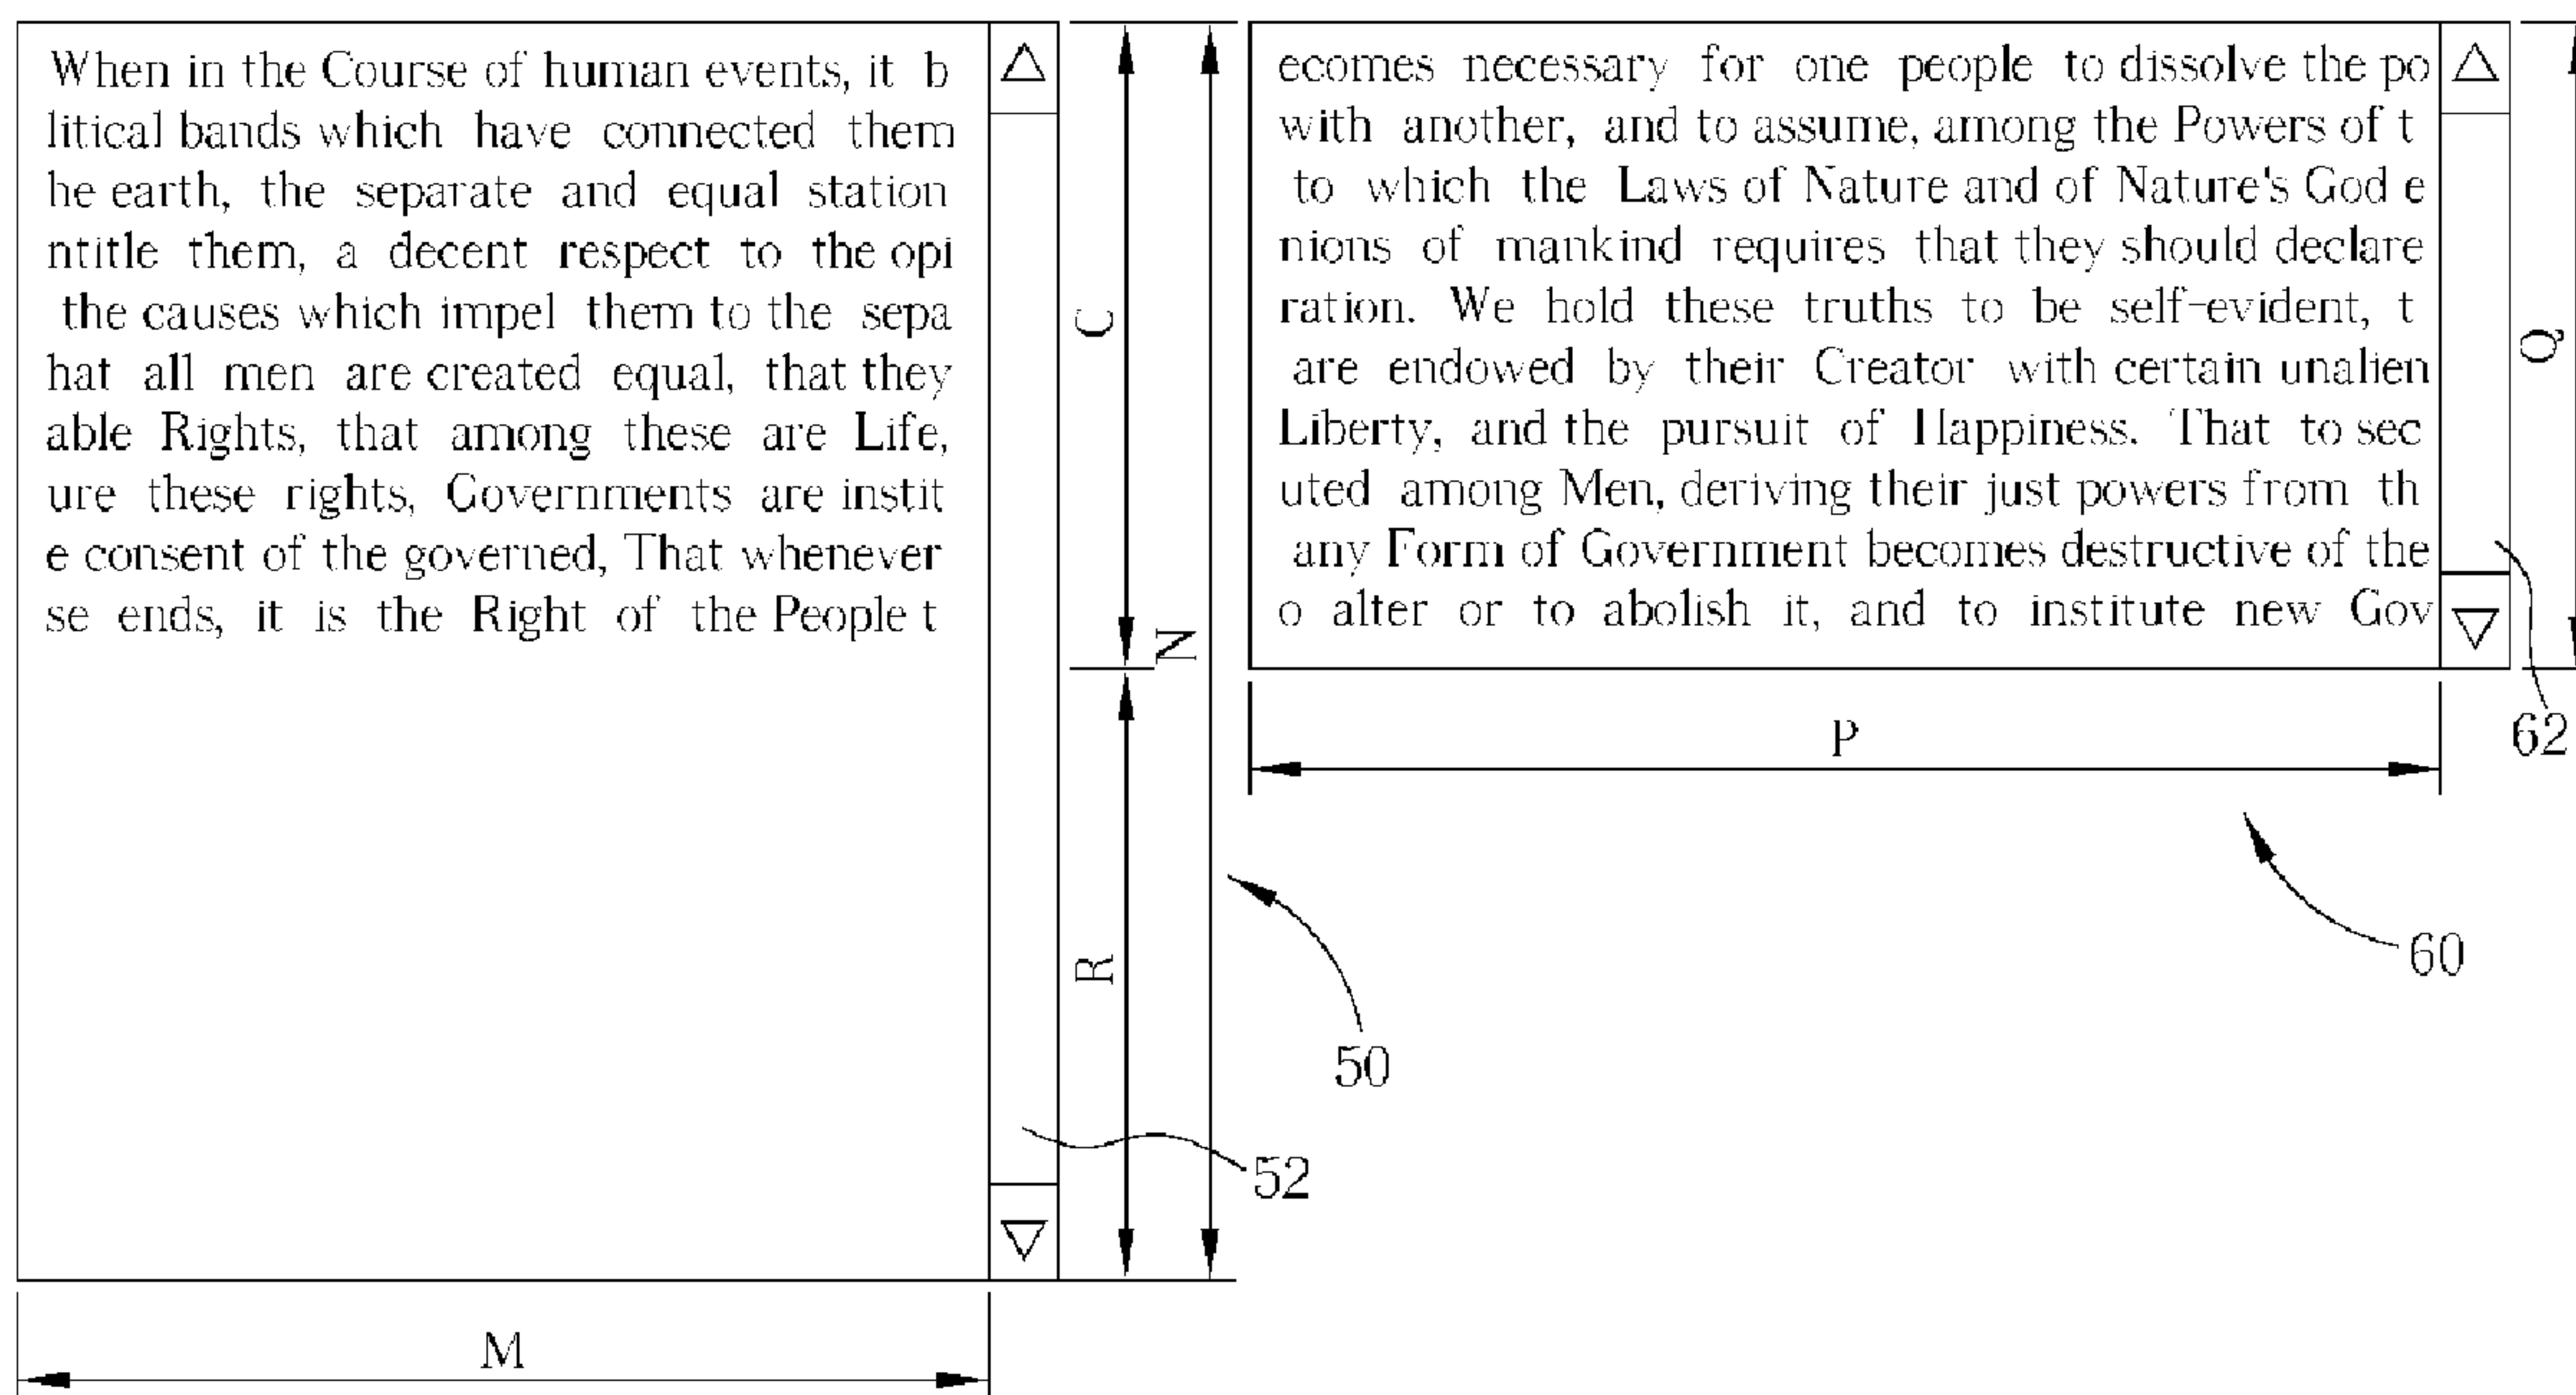 When in the Course of human events, it b
litical bands which have connected them
he earth, the separate and equal station
ntitle them, a decent respect to the opi
the causes which impel them to the sepa
hat all men are created equal, that they
able Rights, that among these are Life,
ure these rights, Governments are instit
e consent of the governed, That whenever
se ends, it is the Right of the People t
ecomes necessary for one people to dissolve the po
with another, and to assume, among the Powers of t
to which the Laws of Nature and of Nature's God e
nions of mankind requires that they should declare
ration. We hold these truths to be self-evident, t
are endowed by their Creator with certain unalien
Liberty, and the pursuit of Happiness. That to sec
uted among Men, deriving their just powers from th
any Form of Government becomes destructive of the
o alter or to abolish it, and to institute new Gov
C
N
R
M
P
Q
50
52
60
62